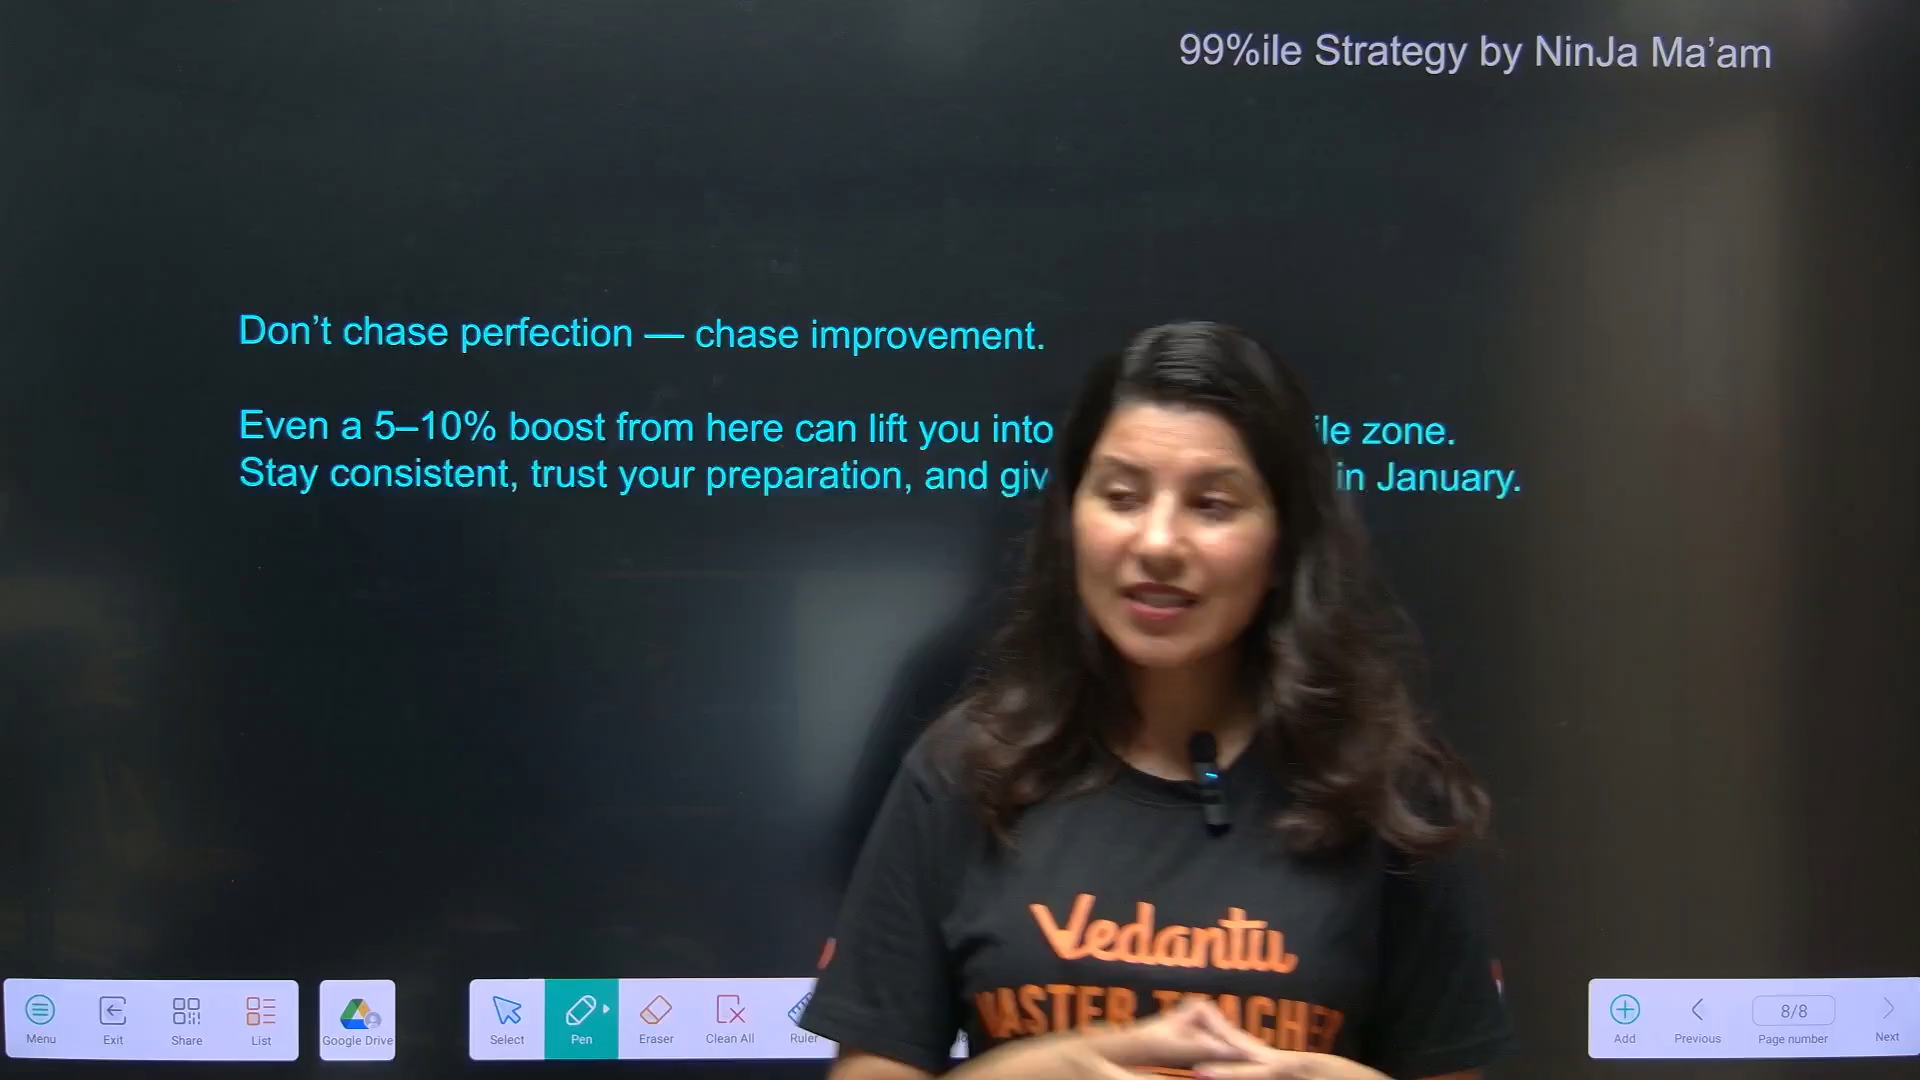 99%ile Strategy by NinJa Ma’am
Don’t chase perfection — chase improvement.
Even a 5–10% boost from here can lift you into ile zone.
Stay consistent, trust your preparation, and giv in January.
Vedantu
MASTER TEACHER
Menu
Exit
Share
List
Google Drive
Select
Pen
Eraser
Clean All
Ruler
Add
Previous
8/8
Page number
Next